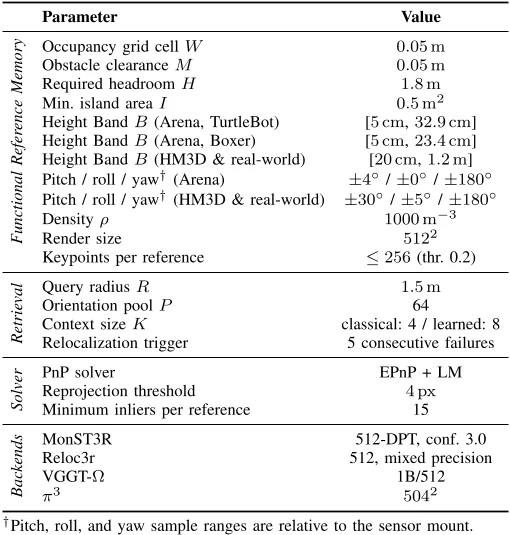 Parameter Value
Functional Reference Memory
Occupancy grid cell W 0.05 m
Obstacle clearance M 0.05 m
Required headroom H 1.8 m
Min. island area I 0.5 m²
Height Band B (Arena, TurtleBot) [5 cm, 32.9 cm]
Height Band B (Arena, Boxer) [5 cm, 23.4 cm]
Height Band B (HM3D & real-world) [20 cm, 1.2 m]
Pitch / roll / yaw† (Arena) ±4° / ±0° / ±180°
Pitch / roll / yaw† (HM3D & real-world) ±30° / ±5° / ±180°
Density ρ 1000 m⁻³
Render size 512²
Keypoints per reference ≤ 256 (thr. 0.2)
Retrieval
Query radius R 1.5 m
Orientation pool P 64
Context size K classical: 4 / learned: 8
Relocalization trigger 5 consecutive failures
Solver
PnP solver EPnP + LM
Reprojection threshold 4 px
Minimum inliers per reference 15
Backends
MonST3R 512-DPT, conf. 3.0
Reloc3r 512, mixed precision
VGGT-Ω 1B/512
π³ 504²
†Pitch, roll, and yaw sample ranges are relative to the sensor mount.